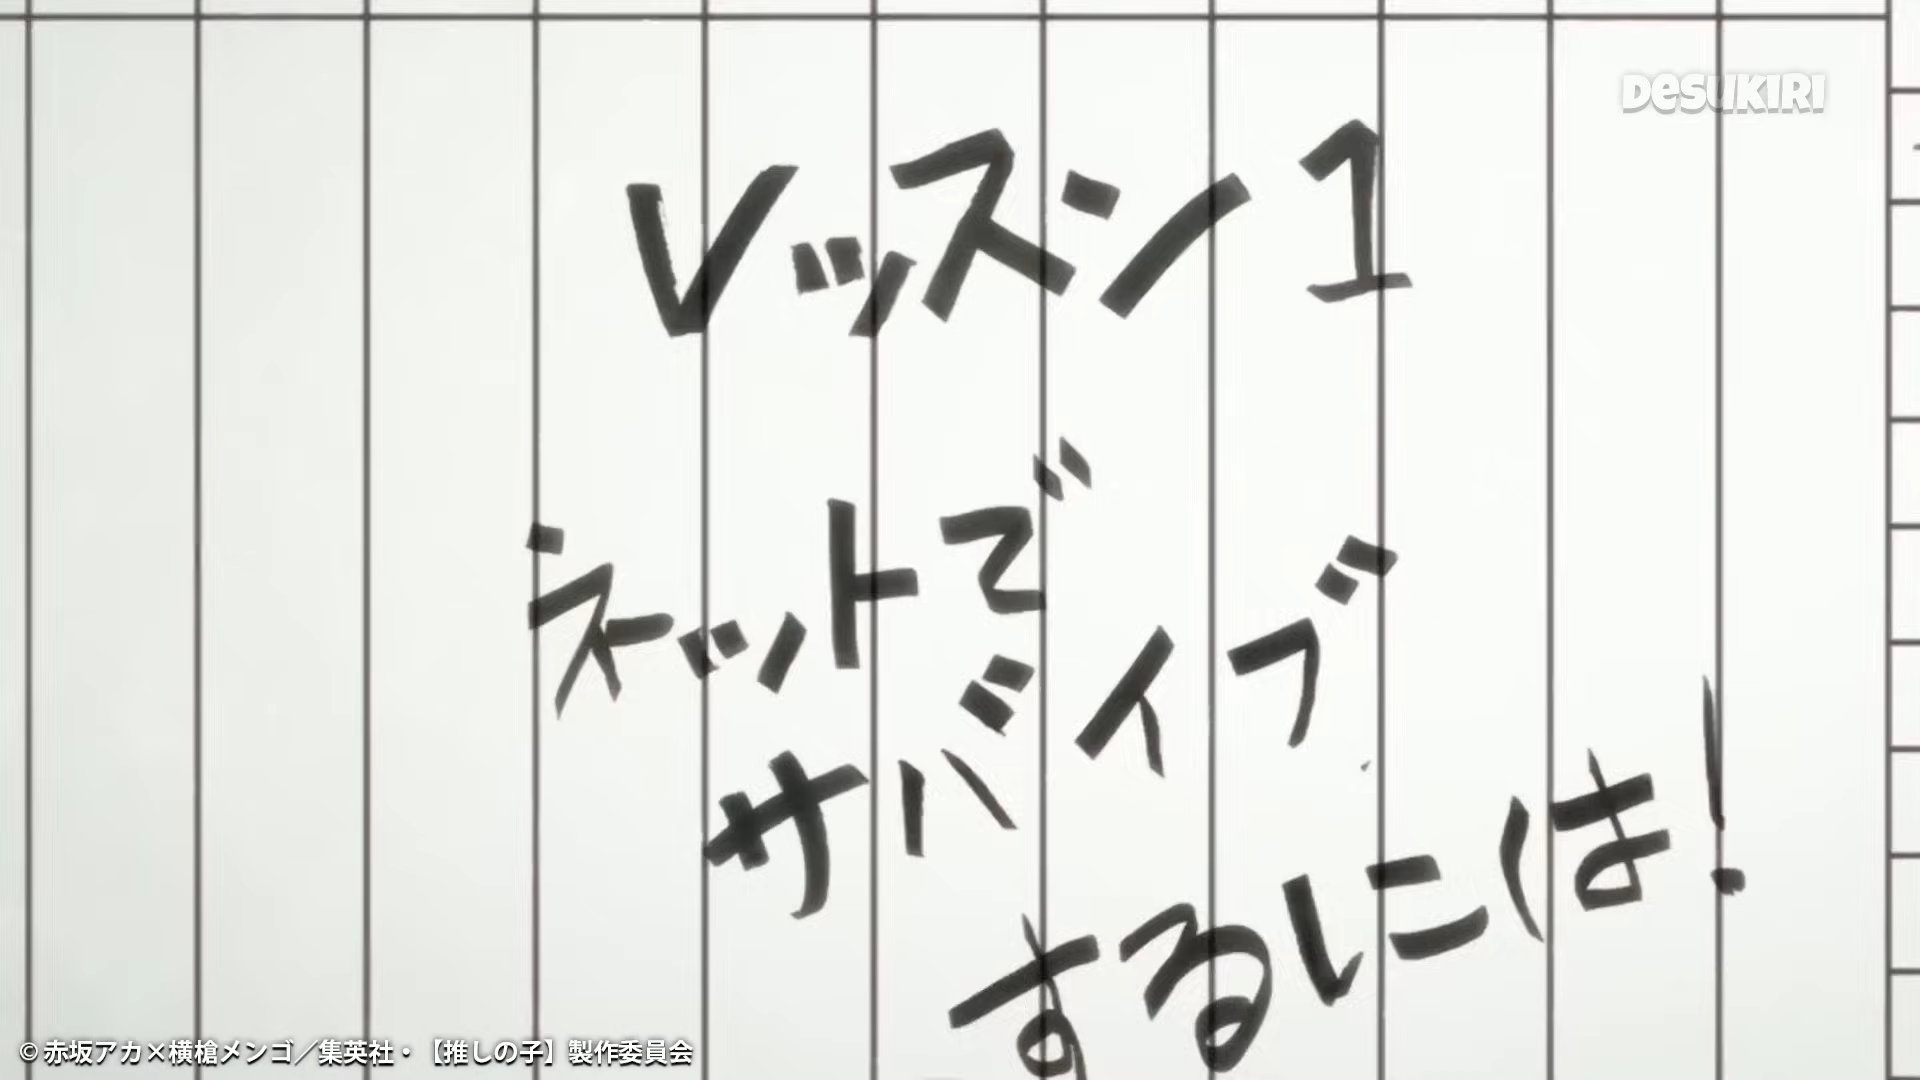 DESUKIRI
レッスン1
ネットで
サバイブ
するには!
©赤坂アカ×横槍メンゴ／集英社・【推しの子】製作委員会